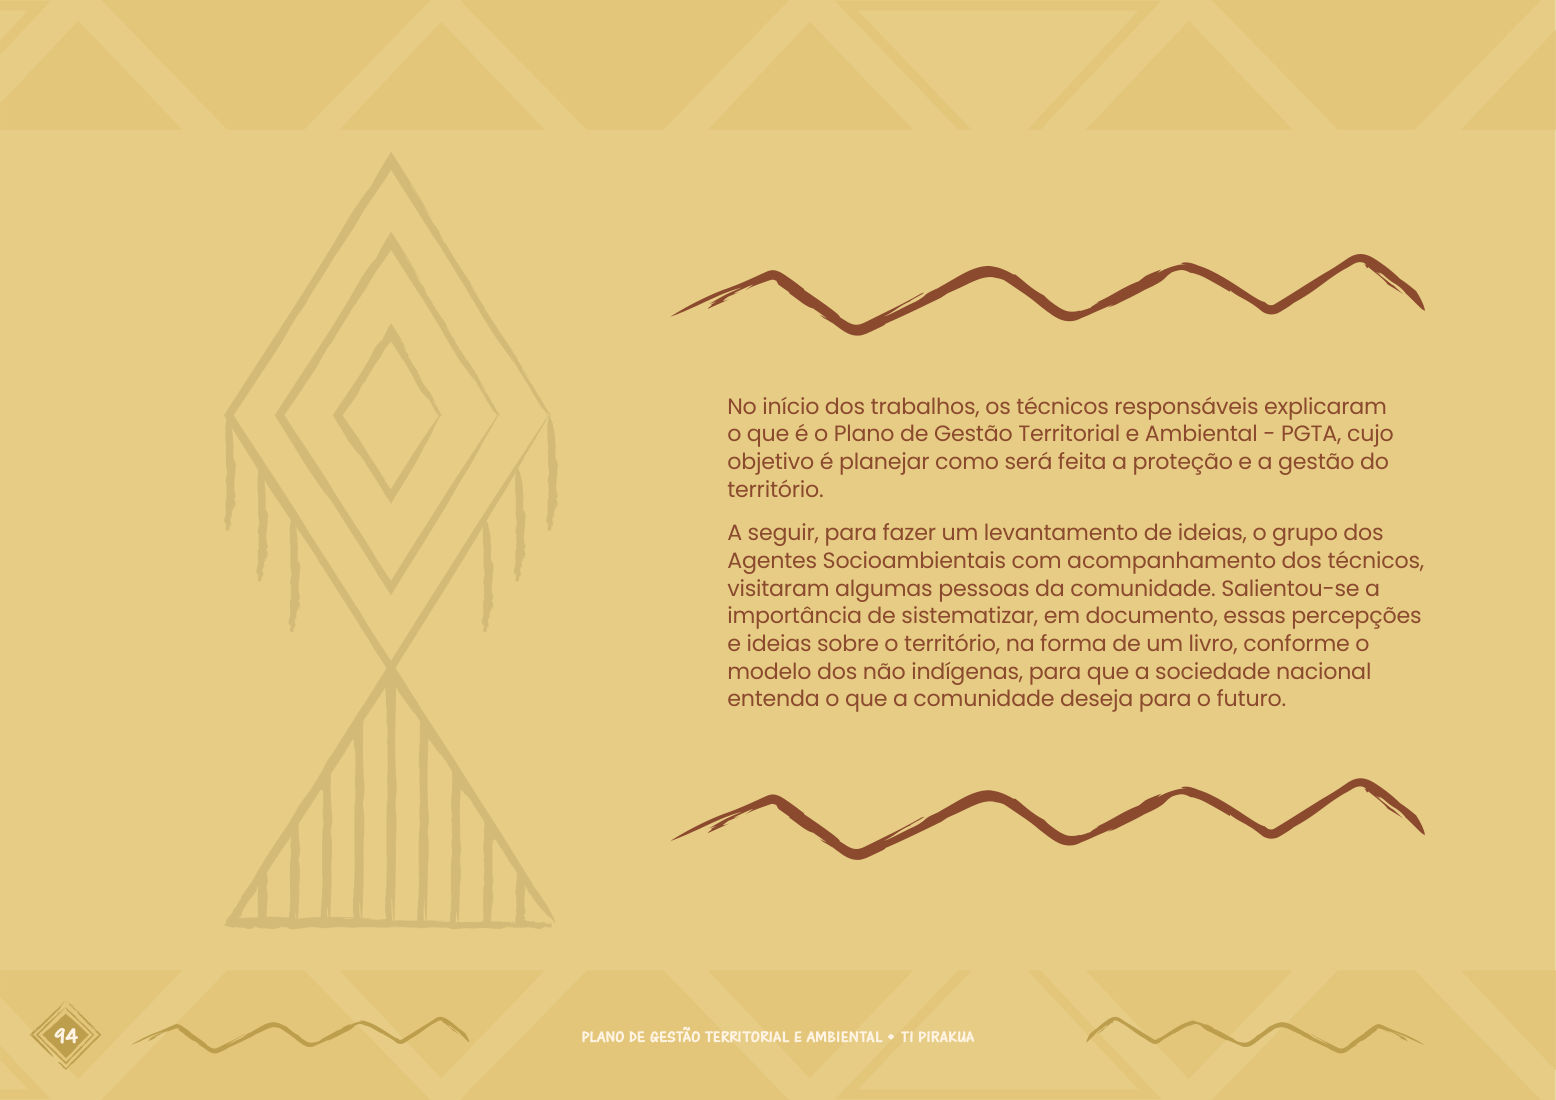 No início dos trabalhos, os técnicos responsáveis explicaram
o que é o Plano de Gestão Territorial e Ambiental - PGTA, cujo
objetivo é planejar como será feita a proteção e a gestão do
território.
A seguir, para fazer um levantamento de ideias, o grupo dos
Agentes Socioambientais com acompanhamento dos técnicos,
visitaram algumas pessoas da comunidade. Salientou-se a
importância de sistematizar, em documento, essas percepções
e ideias sobre o território, na forma de um livro, conforme o
modelo dos não indígenas, para que a sociedade nacional
entenda o que a comunidade deseja para o futuro.
94
PLANO DE GESTÃO TERRITORIAL E AMBIENTAL • TI PIRAKUA